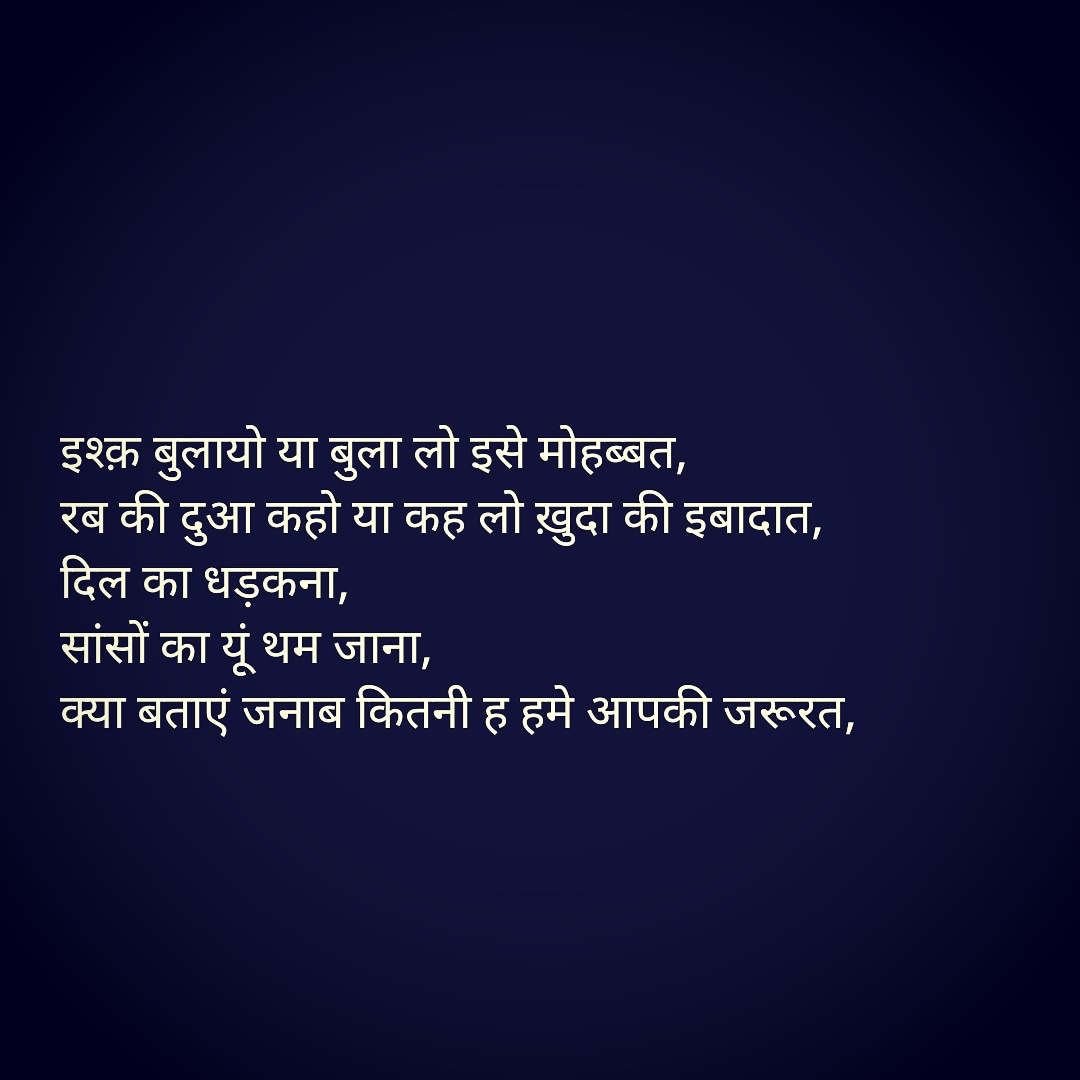 इश्क़ बुलायो या बुला लो इसे मोहब्बत,
रब की दुआ कहो या कह लो ख़ुदा की इबादात,
दिल का धड़कना,
सांसों का यूं थम जाना,
क्या बताएं जनाब कितनी ह हमे आपकी जरूरत,